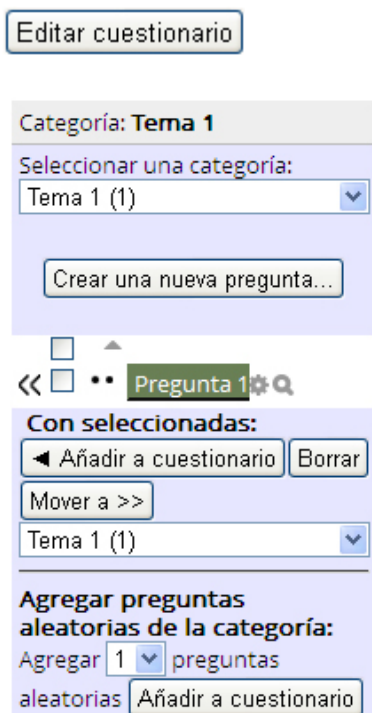 Editar cuestionario
Categoría: Tema 1
Seleccionar una categoría:
Tema 1 (1)
Crear una nueva pregunta...
<< •• Pregunta 1
Con seleccionadas:
◄ Añadir a cuestionario Borrar
Mover a >>
Tema 1 (1)
Agregar preguntas
aleatorias de la categoría:
Agregar 1 preguntas
aleatorias Añadir a cuestionario